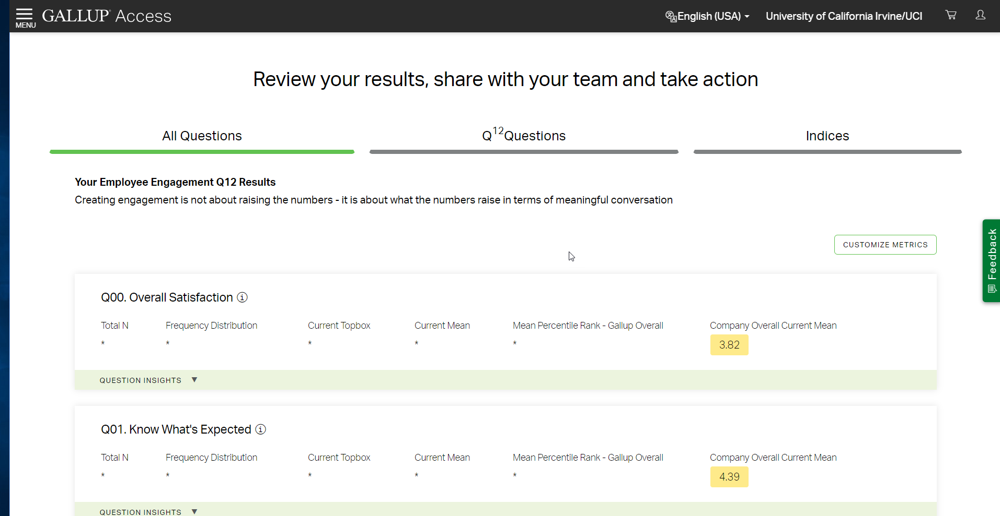 MENU
GALLUP® Access
English (USA)
University of California Irvine/UCI
Review your results, share with your team and take action
All Questions
Q12Questions
Indices
Your Employee Engagement Q12 Results
Creating engagement is not about raising the numbers - it is about what the numbers raise in terms of meaningful conversation
CUSTOMIZE METRICS
Feedback
Q00. Overall Satisfaction
Total N Frequency Distribution Current Topbox Current Mean Mean Percentile Rank - Gallup Overall Company Overall Current Mean
* * * * * 3.82
QUESTION INSIGHTS
Q01. Know What's Expected
Total N Frequency Distribution Current Topbox Current Mean Mean Percentile Rank - Gallup Overall Company Overall Current Mean
* * * * * 4.39
QUESTION INSIGHTS